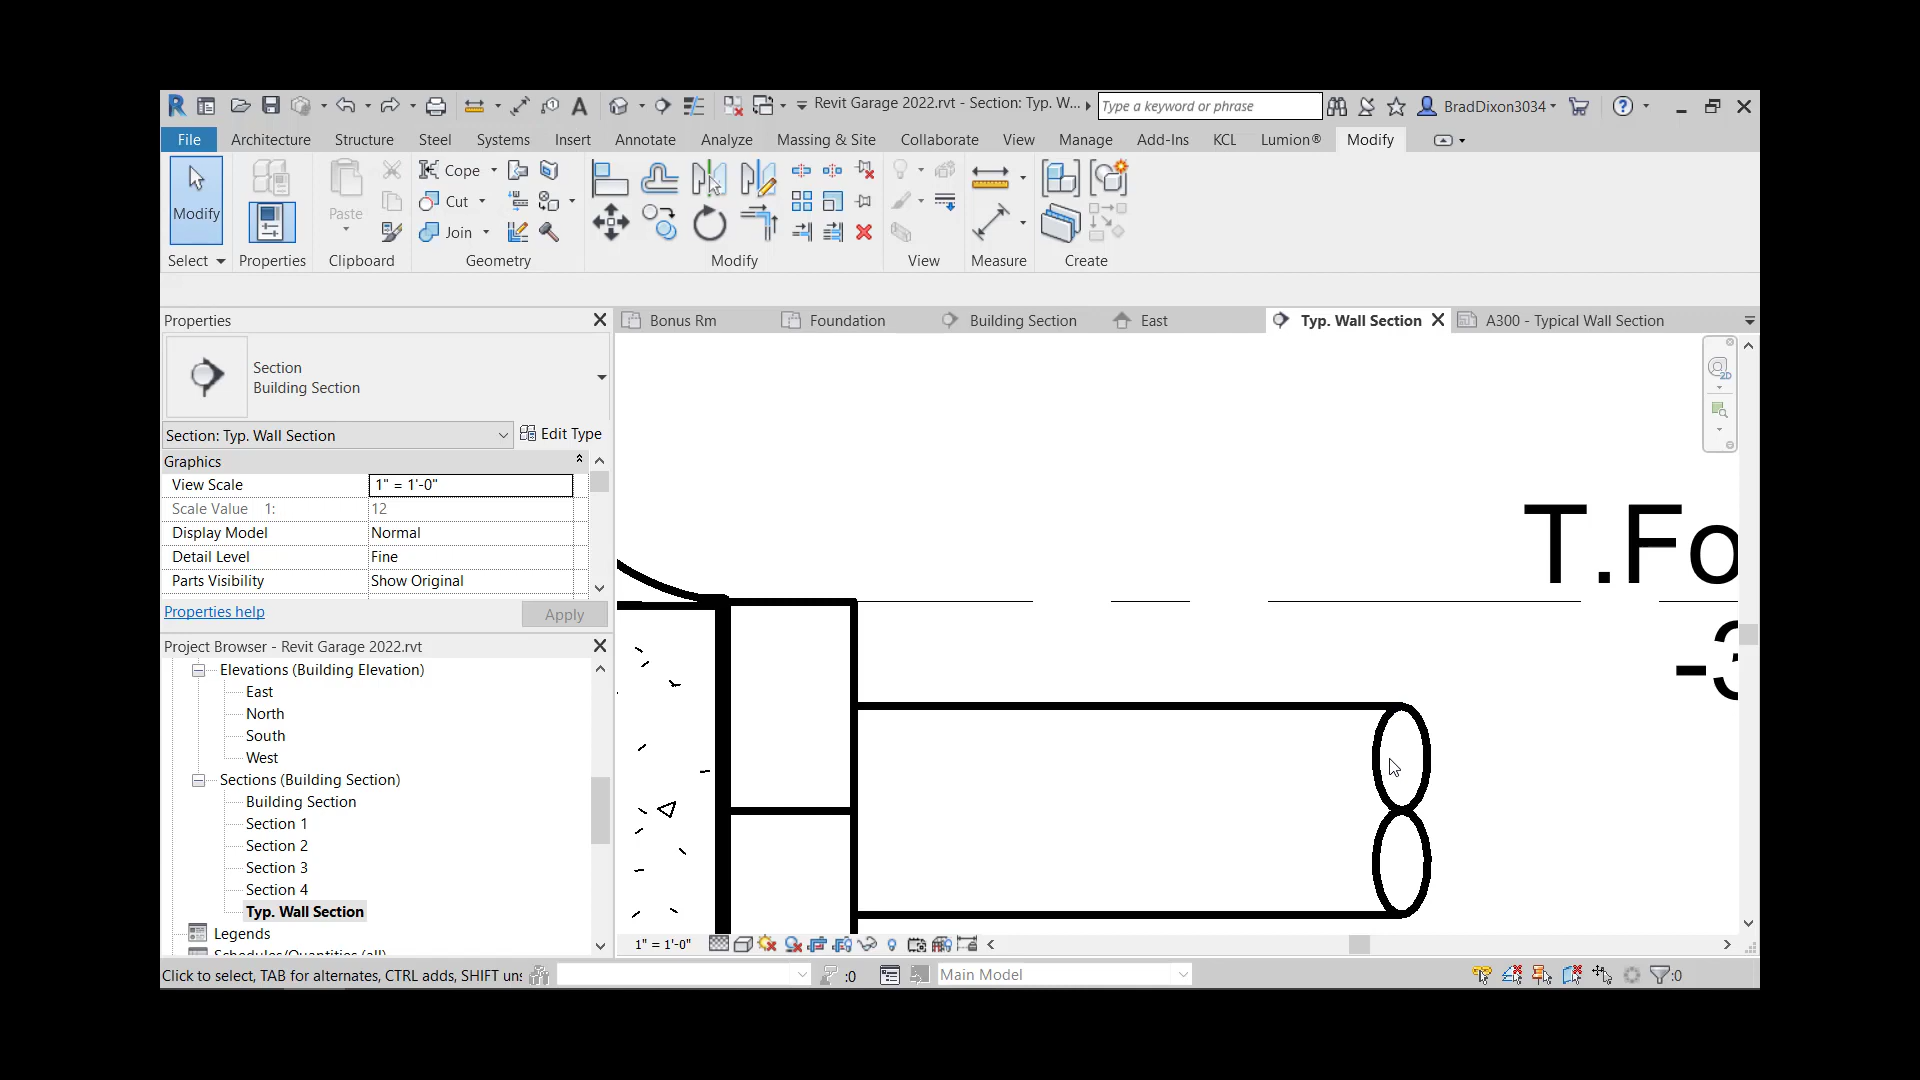 Revit Garage 2022.rvt - Section: Typ. W...
Type a keyword or phrase
BradDixon3034
File
Architecture
Structure
Steel
Systems
Insert
Annotate
Analyze
Massing & Site
Collaborate
View
Manage
Add-Ins
KCL
Lumion®
Modify
Modify
Cope
Cut
Join
Paste
Select
Properties
Clipboard
Geometry
Modify
View
Measure
Create
Properties
Bonus Rm
Foundation
Building Section
East
Typ. Wall Section
A300 - Typical Wall Section
Section
Building Section
Section: Typ. Wall Section
Edit Type
Graphics
View Scale 1" = 1'-0"
Scale Value 1: 12
Display Model Normal
Detail Level Fine
Parts Visibility Show Original
Properties help
Apply
Project Browser - Revit Garage 2022.rvt
Elevations (Building Elevation)
East
North
South
West
Sections (Building Section)
Building Section
Section 1
Section 2
Section 3
Section 4
Typ. Wall Section
Legends
Schedules/Quantities (all)
T.Fo
-3
2D
1" = 1'-0"
Click to select, TAB for alternates, CTRL adds, SHIFT uns
:0
Main Model
:0